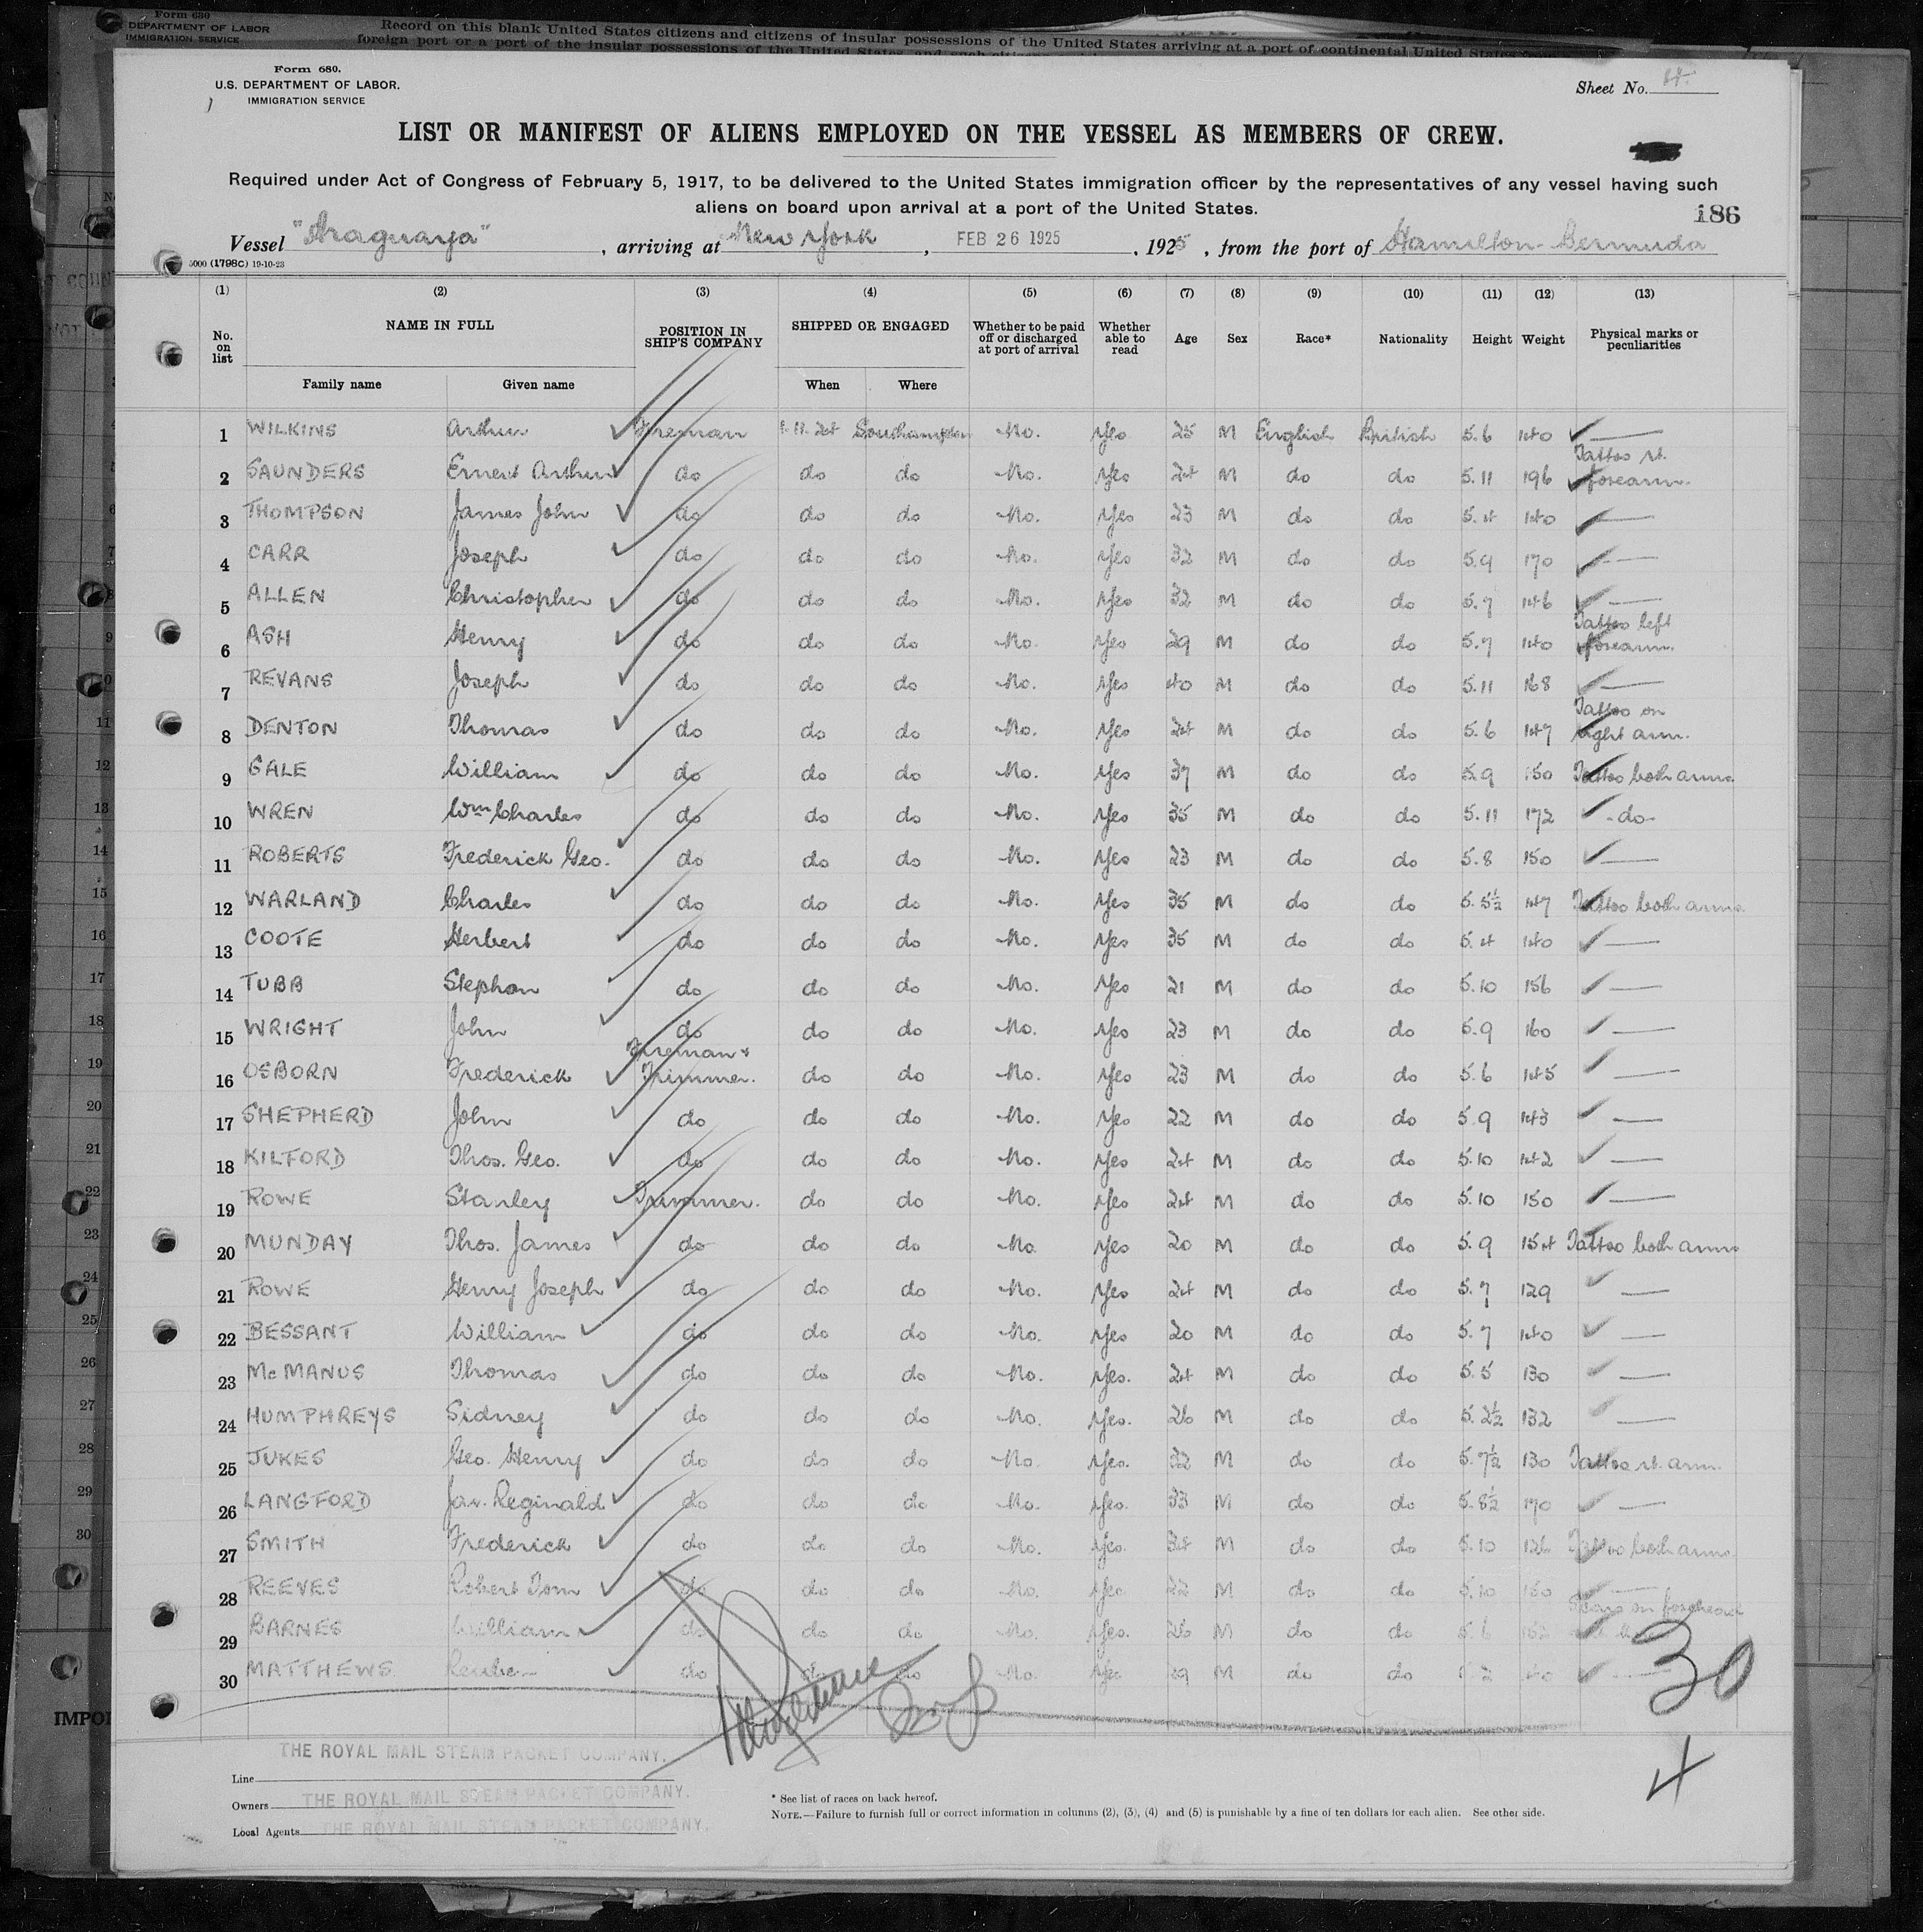 Form 630
DEPARTMENT OF LABOR
IMMIGRATION SERVICE
Record on this blank United States citizens and citizens of insular possessions of the United States arriving at a port of continental United States from
foreign port or a port of the insular possessions of the United States, and such citizens
Form 680.
U.S. DEPARTMENT OF LABOR.
IMMIGRATION SERVICE
Sheet No. 4.
LIST OR MANIFEST OF ALIENS EMPLOYED ON THE VESSEL AS MEMBERS OF CREW.
Required under Act of Congress of February 5, 1917, to be delivered to the United States immigration officer by the representatives of any vessel having such
aliens on board upon arrival at a port of the United States.
186
Vessel "Araguaya", arriving at New York, FEB 26 1925, 1925, from the port of Hamilton-Bermuda
5000 (1798C) 19-10-23
(1) (2) (3) (4) (5) (6) (7) (8) (9) (10) (11) (12) (13)
No. on list NAME IN FULL POSITION IN SHIP'S COMPANY SHIPPED OR ENGAGED Whether to be paid off or discharged at port of arrival Whether able to read Age Sex Race* Nationality Height Weight Physical marks or peculiarities
Family name Given name When Where
1 WILKINS Arthur Fireman 1.11.24 Southampton No. Yes 25 M English British 5.6 140 —
2 SAUNDERS Ernest Arthur do do do No. Yes 24 M do do 5.11 196 Tattoo rt. forearm.
3 THOMPSON James John do do do No. Yes 23 M do do 5.4 140 —
4 CARR Joseph do do do No. Yes 32 M do do 5.9 170 —
5 ALLEN Christopher do do do No. Yes 32 M do do 5.7 146 —
6 ASH Henry do do do No. Yes 29 M do do 5.7 140 Tattoo left forearm.
7 REVANS Joseph do do do No. Yes 40 M do do 5.11 168 —
8 DENTON Thomas do do do No. Yes 24 M do do 5.6 147 Tattoo on right arm.
9 GALE William do do do No. Yes 37 M do do 5.9 150 Tattoo both arms.
10 WREN Wm Charles do do do No. Yes 35 M do do 5.11 172 -do-
11 ROBERTS Frederick Geo. do do do No. Yes 23 M do do 5.8 150 —
12 WARLAND Charles do do do No. Yes 35 M do do 5.5½ 147 Tattoo both arms.
13 COOTE Herbert do do do No. Yes 35 M do do 5.4 140 —
14 TUBB Stephen do do do No. Yes 21 M do do 5.10 156 —
15 WRIGHT John do do do No. Yes 23 M do do 5.9 160 —
16 OSBORN Frederick Fireman & Trimmer. do do No. Yes 23 M do do 5.6 145 —
17 SHEPHERD John do do do No. Yes 22 M do do 5.9 143 —
18 KILFORD Thos. Geo. do do do No. Yes 24 M do do 5.10 142 —
19 ROWE Stanley Trimmer. do do No. Yes 24 M do do 5.10 150 —
20 MUNDAY Thos. James do do do No. Yes 20 M do do 5.9 154 Tattoo both arms
21 ROWE Henry Joseph do do do No. Yes 24 M do do 5.7 129 —
22 BESSANT William do do do No. Yes 20 M do do 5.7 140 —
23 McMANUS Thomas do do do No. Yes. 24 M do do 5.5 130 —
24 HUMPHREYS Sidney do do do No. Yes. 26 M do do 5.2½ 132 —
25 JUKES Geo. Henry do do do No. Yes. 32 M do do 5.7½ 130 Tattoo rt. arm.
26 LANGFORD Jas. Reginald do do do No. Yes. 33 M do do 5.8½ 170 —
27 SMITH Frederick do do do No. Yes. 34 M do do 5.10 126 Tattoo both arms
28 REEVES Robert Tom do do do No. Yes. 22 M do do 5.10 150 —
29 BARNES William do do do No. Yes. 26 M do do 5.6 Scars on forehead
30 MATTHEWS Reuben do do do No. Yes 29 M do do —
30
4
Line THE ROYAL MAIL STEAM PACKET COMPANY.
Owners THE ROYAL MAIL STEAM PACKET COMPANY.
Local Agents THE ROYAL MAIL STEAM PACKET COMPANY.
* See list of races on back hereof.
NOTE.—Failure to furnish full or correct information in columns (2), (3), (4) and (5) is punishable by a fine of ten dollars for each alien. See other side.